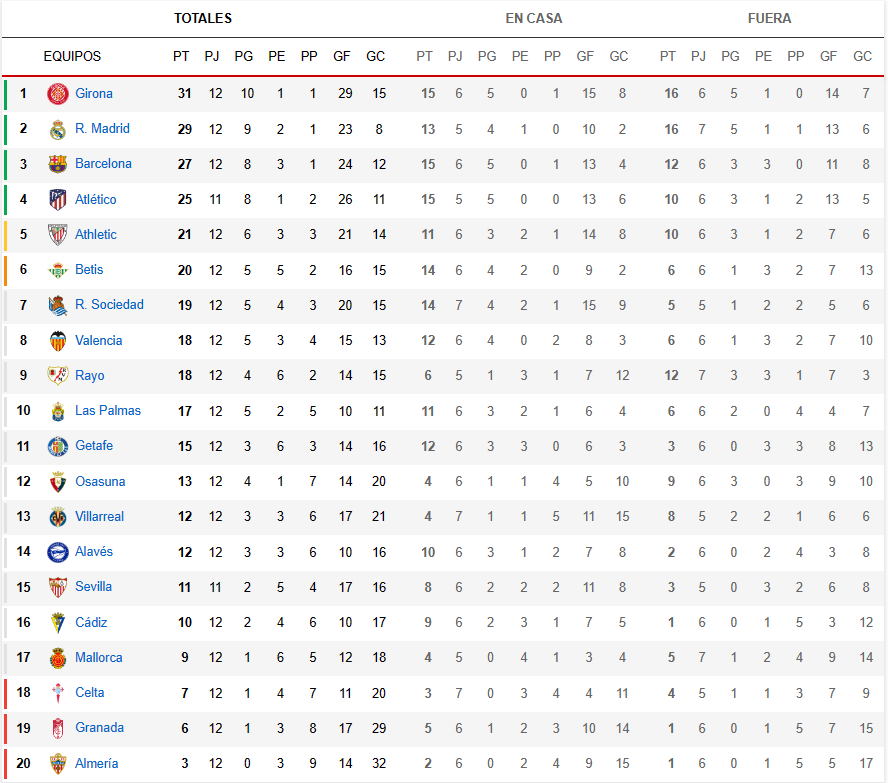 TOTALES EN CASA FUERA
EQUIPOS PT PJ PG PE PP GF GC PT PJ PG PE PP GF GC PT PJ PG PE PP GF GC
1 Girona 31 12 10 1 1 29 15 15 6 5 0 1 15 8 16 6 5 1 0 14 7
2 R. Madrid 29 12 9 2 1 23 8 13 5 4 1 0 10 2 16 7 5 1 1 13 6
3 Barcelona 27 12 8 3 1 24 12 15 6 5 0 1 13 4 12 6 3 3 0 11 8
4 Atlético 25 11 8 1 2 26 11 15 5 5 0 0 13 6 10 6 3 1 2 13 5
5 Athletic 21 12 6 3 3 21 14 11 6 3 2 1 14 8 10 6 3 1 2 7 6
6 Betis 20 12 5 5 2 16 15 14 6 4 2 0 9 2 6 6 1 3 2 7 13
7 R. Sociedad 19 12 5 4 3 20 15 14 7 4 2 1 15 9 5 5 1 2 2 5 6
8 Valencia 18 12 5 3 4 15 13 12 6 4 0 2 8 3 6 6 1 3 2 7 10
9 Rayo 18 12 4 6 2 14 15 6 5 1 3 1 7 12 12 7 3 3 1 7 3
10 Las Palmas 17 12 5 2 5 10 11 11 6 3 2 1 6 4 6 6 2 0 4 4 7
11 Getafe 15 12 3 6 3 14 16 12 6 3 3 0 6 3 3 6 0 3 3 8 13
12 Osasuna 13 12 4 1 7 14 20 4 6 1 1 4 5 10 9 6 3 0 3 9 10
13 Villarreal 12 12 3 3 6 17 21 4 7 1 1 5 11 15 8 5 2 2 1 6 6
14 Alavés 12 12 3 3 6 10 16 10 6 3 1 2 7 8 2 6 0 2 4 3 8
15 Sevilla 11 11 2 5 4 17 16 8 6 2 2 2 11 8 3 5 0 3 2 6 8
16 Cádiz 10 12 2 4 6 10 17 9 6 2 3 1 7 5 1 6 0 1 5 3 12
17 Mallorca 9 12 1 6 5 12 18 4 5 0 4 1 3 4 5 7 1 2 4 9 14
18 Celta 7 12 1 4 7 11 20 3 7 0 3 4 4 11 4 5 1 1 3 7 9
19 Granada 6 12 1 3 8 17 29 5 6 1 2 3 10 14 1 6 0 1 5 7 15
20 Almería 3 12 0 3 9 14 32 2 6 0 2 4 9 15 1 6 0 1 5 5 17